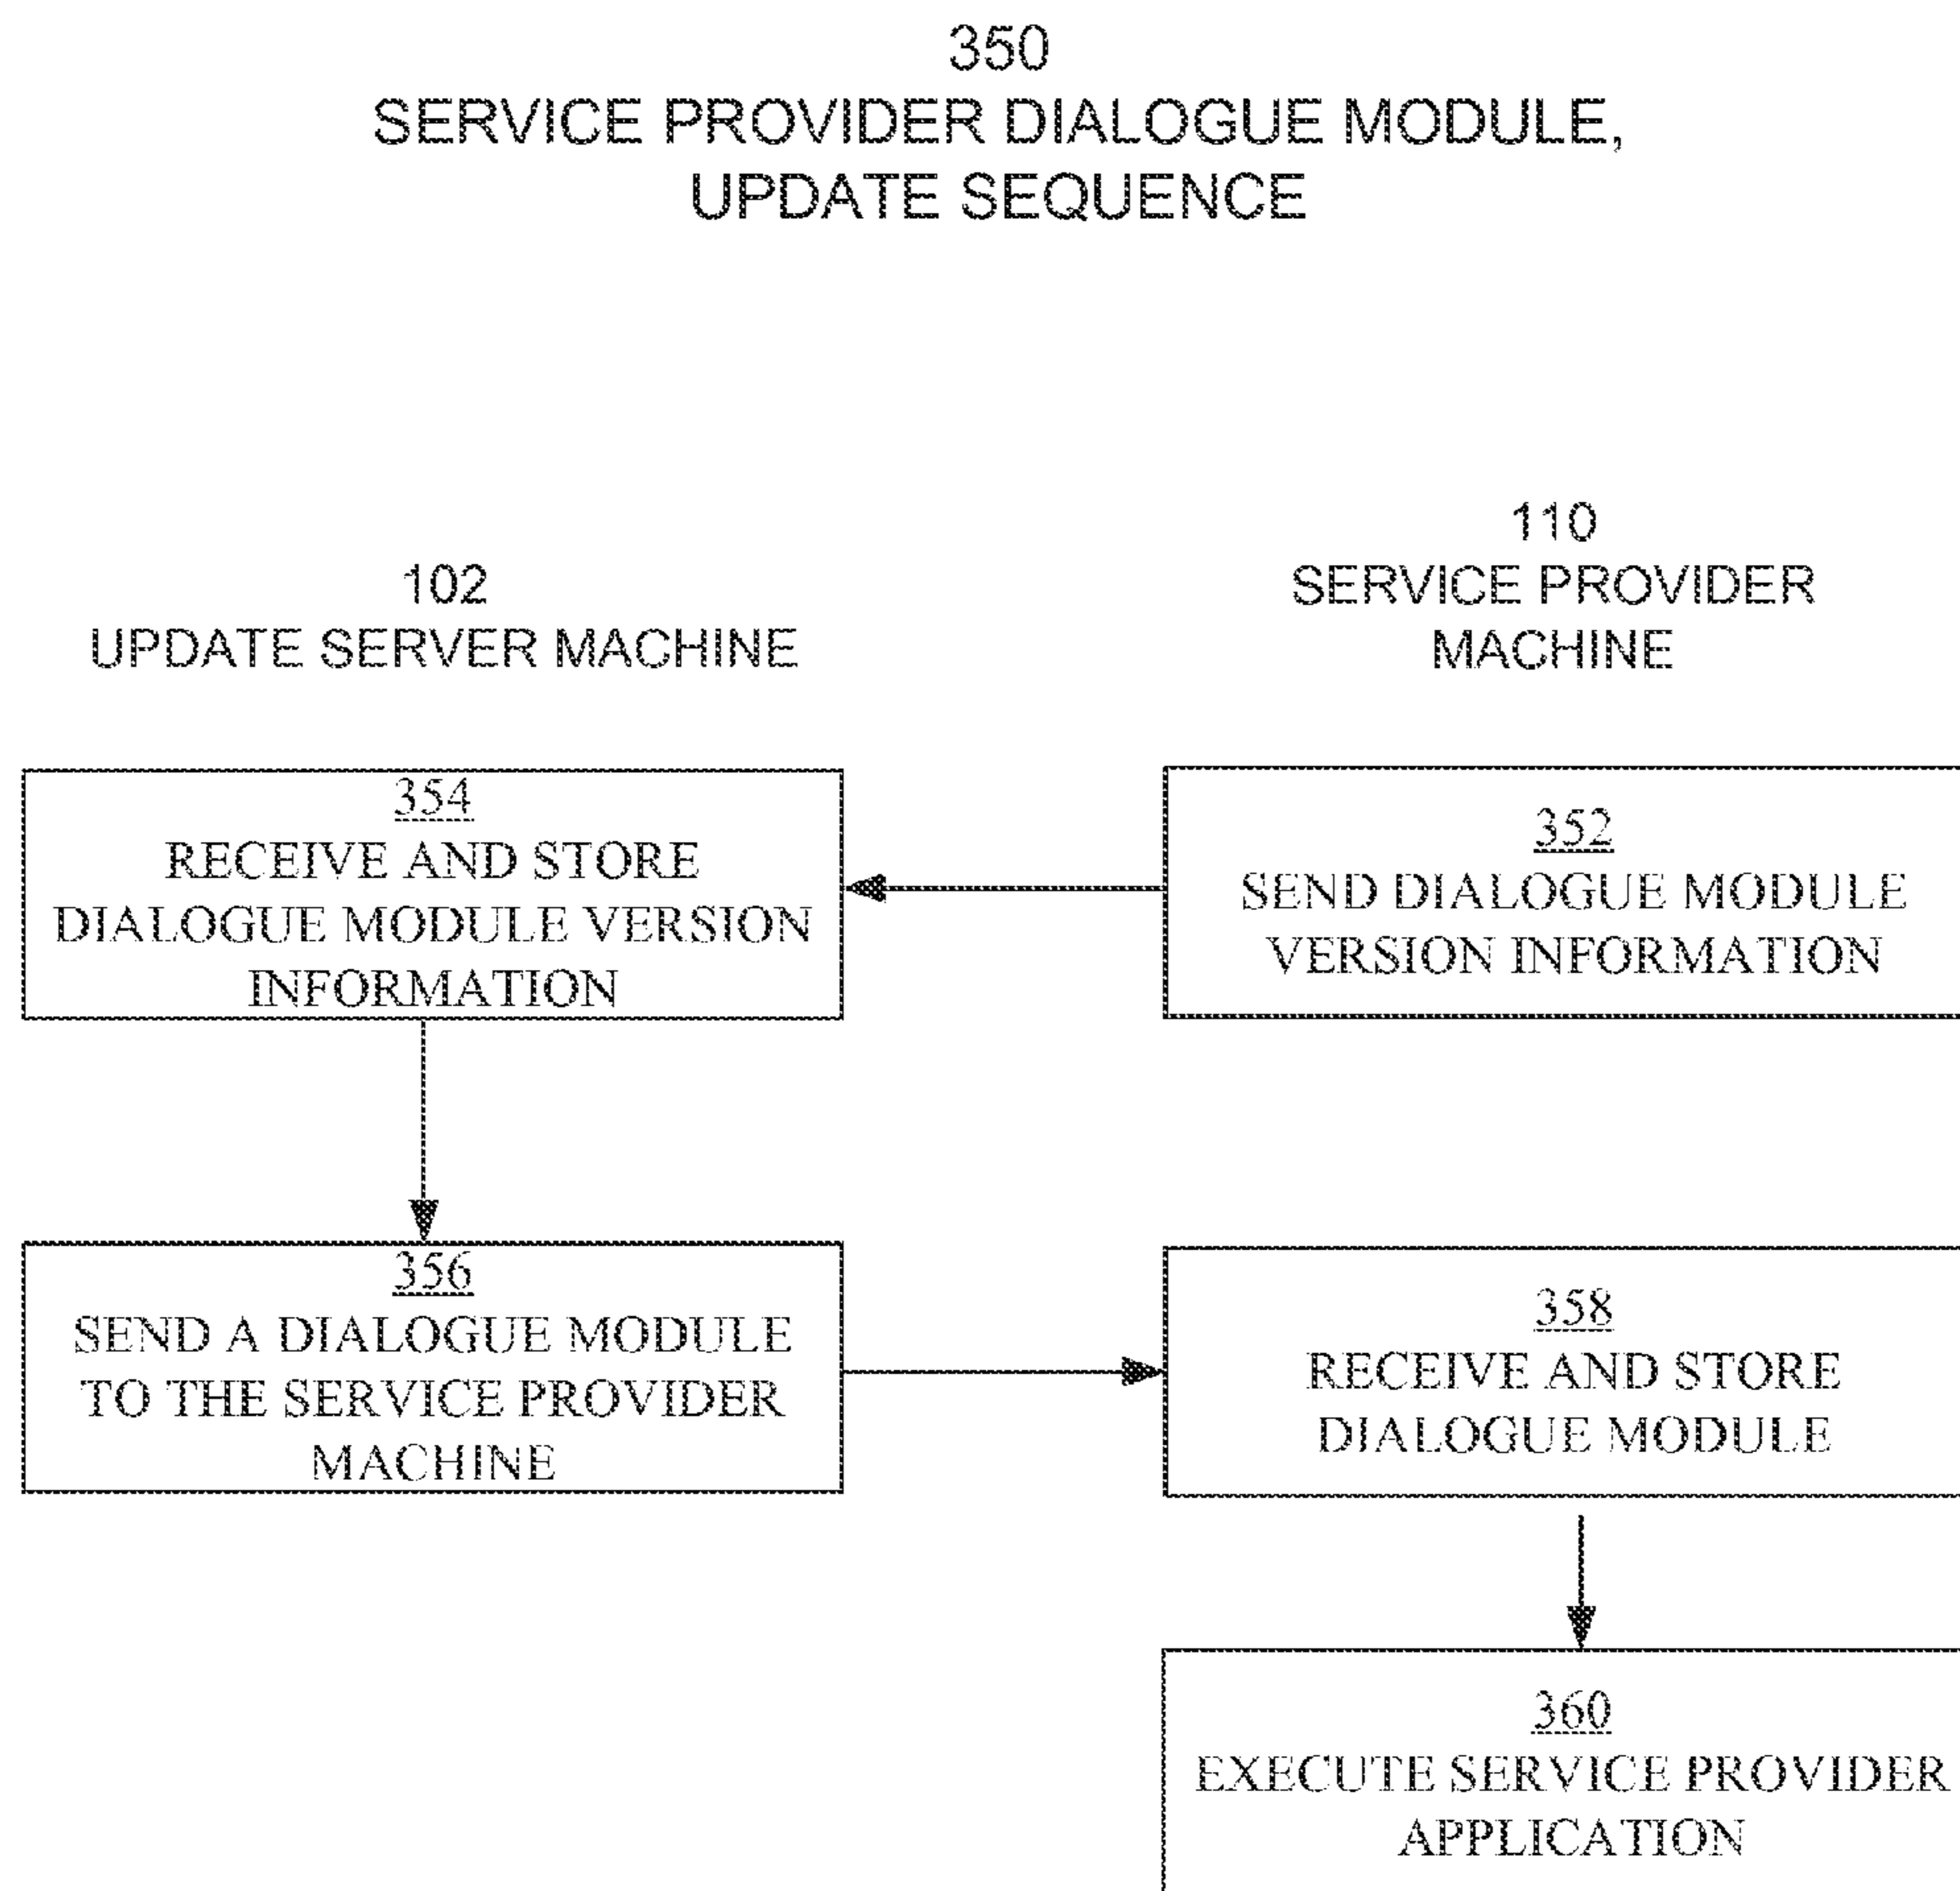 350
SERVICE PROVIDER DIALOGUE MODULE,
UPDATE SEQUENCE
102
UPDATE SERVER MACHINE
110
SERVICE PROVIDER
MACHINE
354
RECEIVE AND STORE
DIALOGUE MODULE VERSION
INFORMATION
352
SEND DIALOGUE MODULE
VERSION INFORMATION
356
SEND A DIALOGUE MODULE
TO THE SERVICE PROVIDER
MACHINE
358
RECEIVE AND STORE
DIALOGUE MODULE
360
EXECUTE SERVICE PROVIDER
APPLICATION